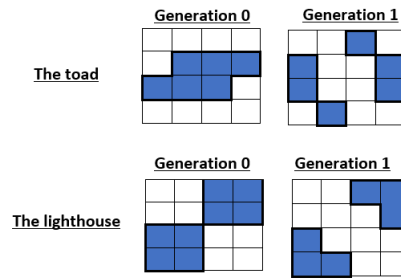 Generation 0
Generation 1
The toad
Generation 0
Generation 1
The lighthouse